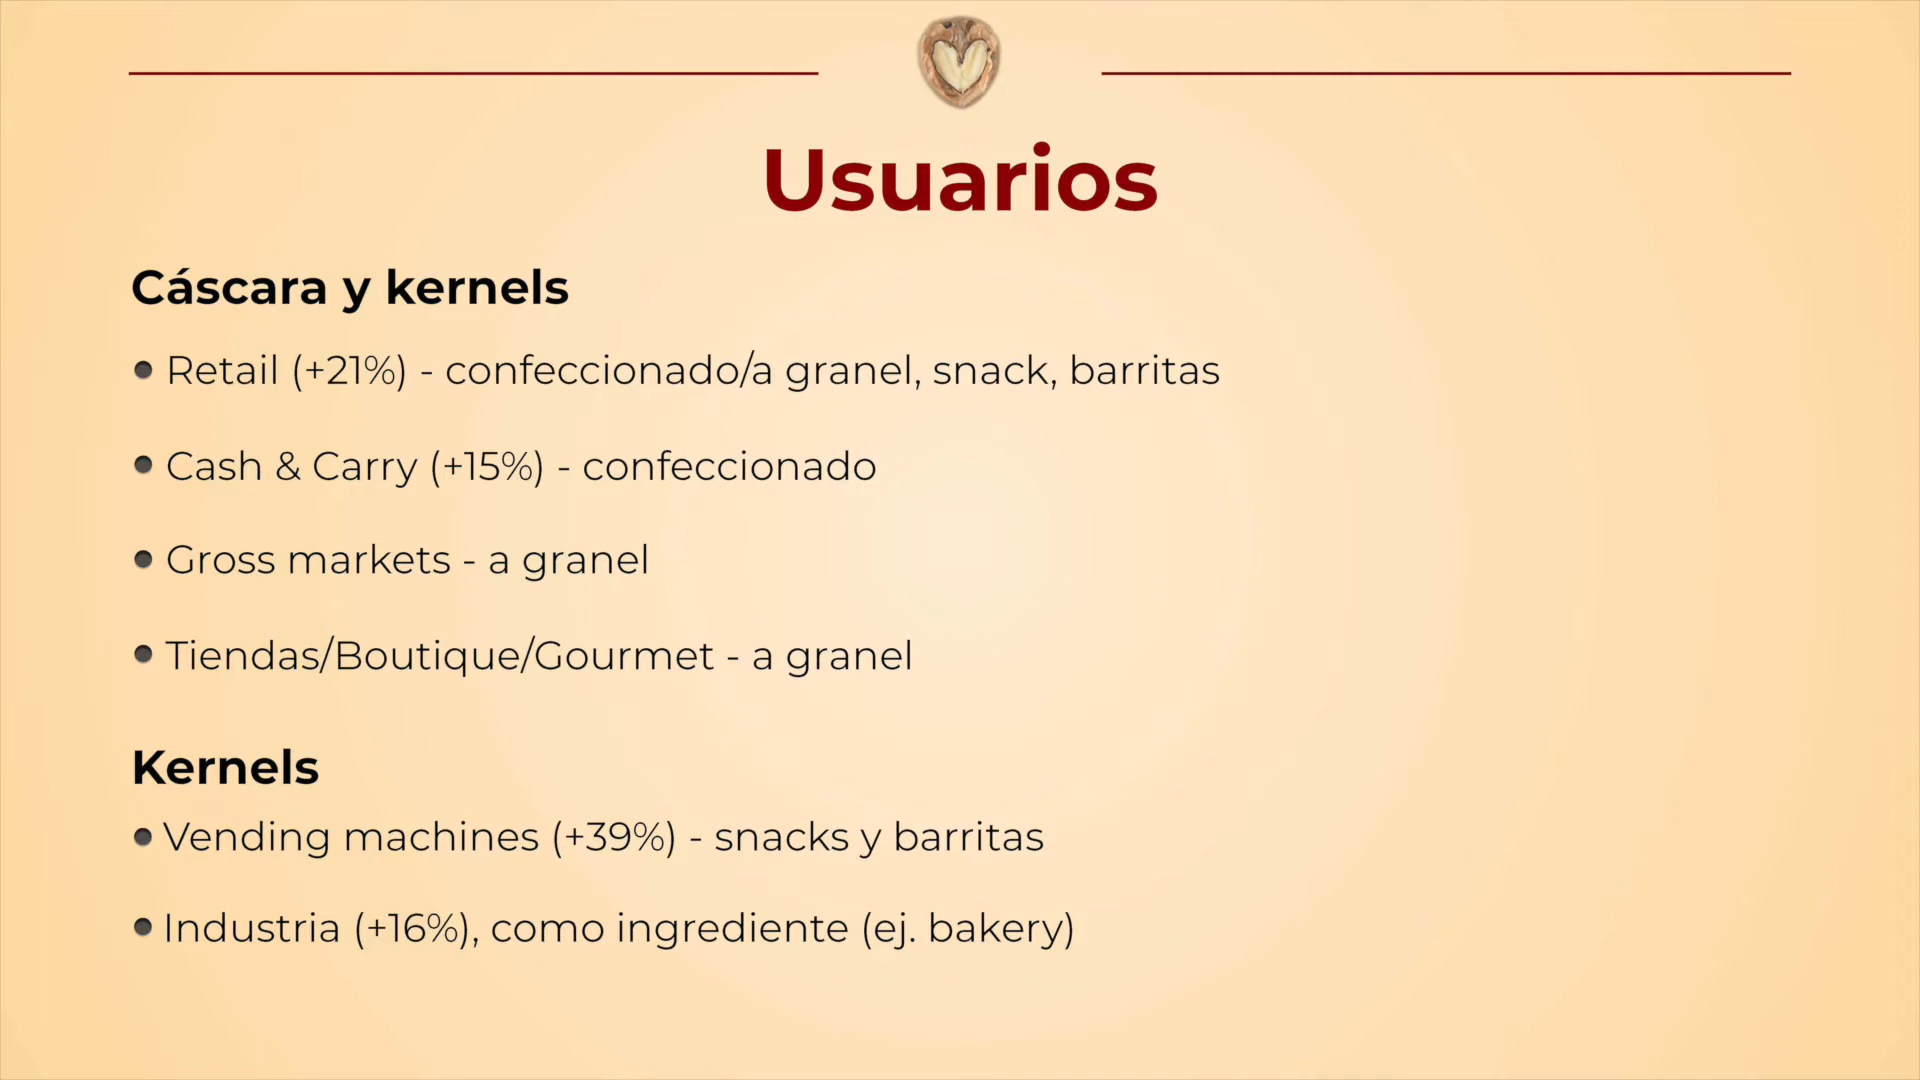 Usuarios
Cáscara y kernels
Retail (+21%) - confeccionado/a granel, snack, barritas
Cash & Carry (+15%) - confeccionado
Gross markets - a granel
Tiendas/Boutique/Gourmet - a granel
Kernels
Vending machines (+39%) - snacks y barritas
Industria (+16%), como ingrediente (ej. bakery)